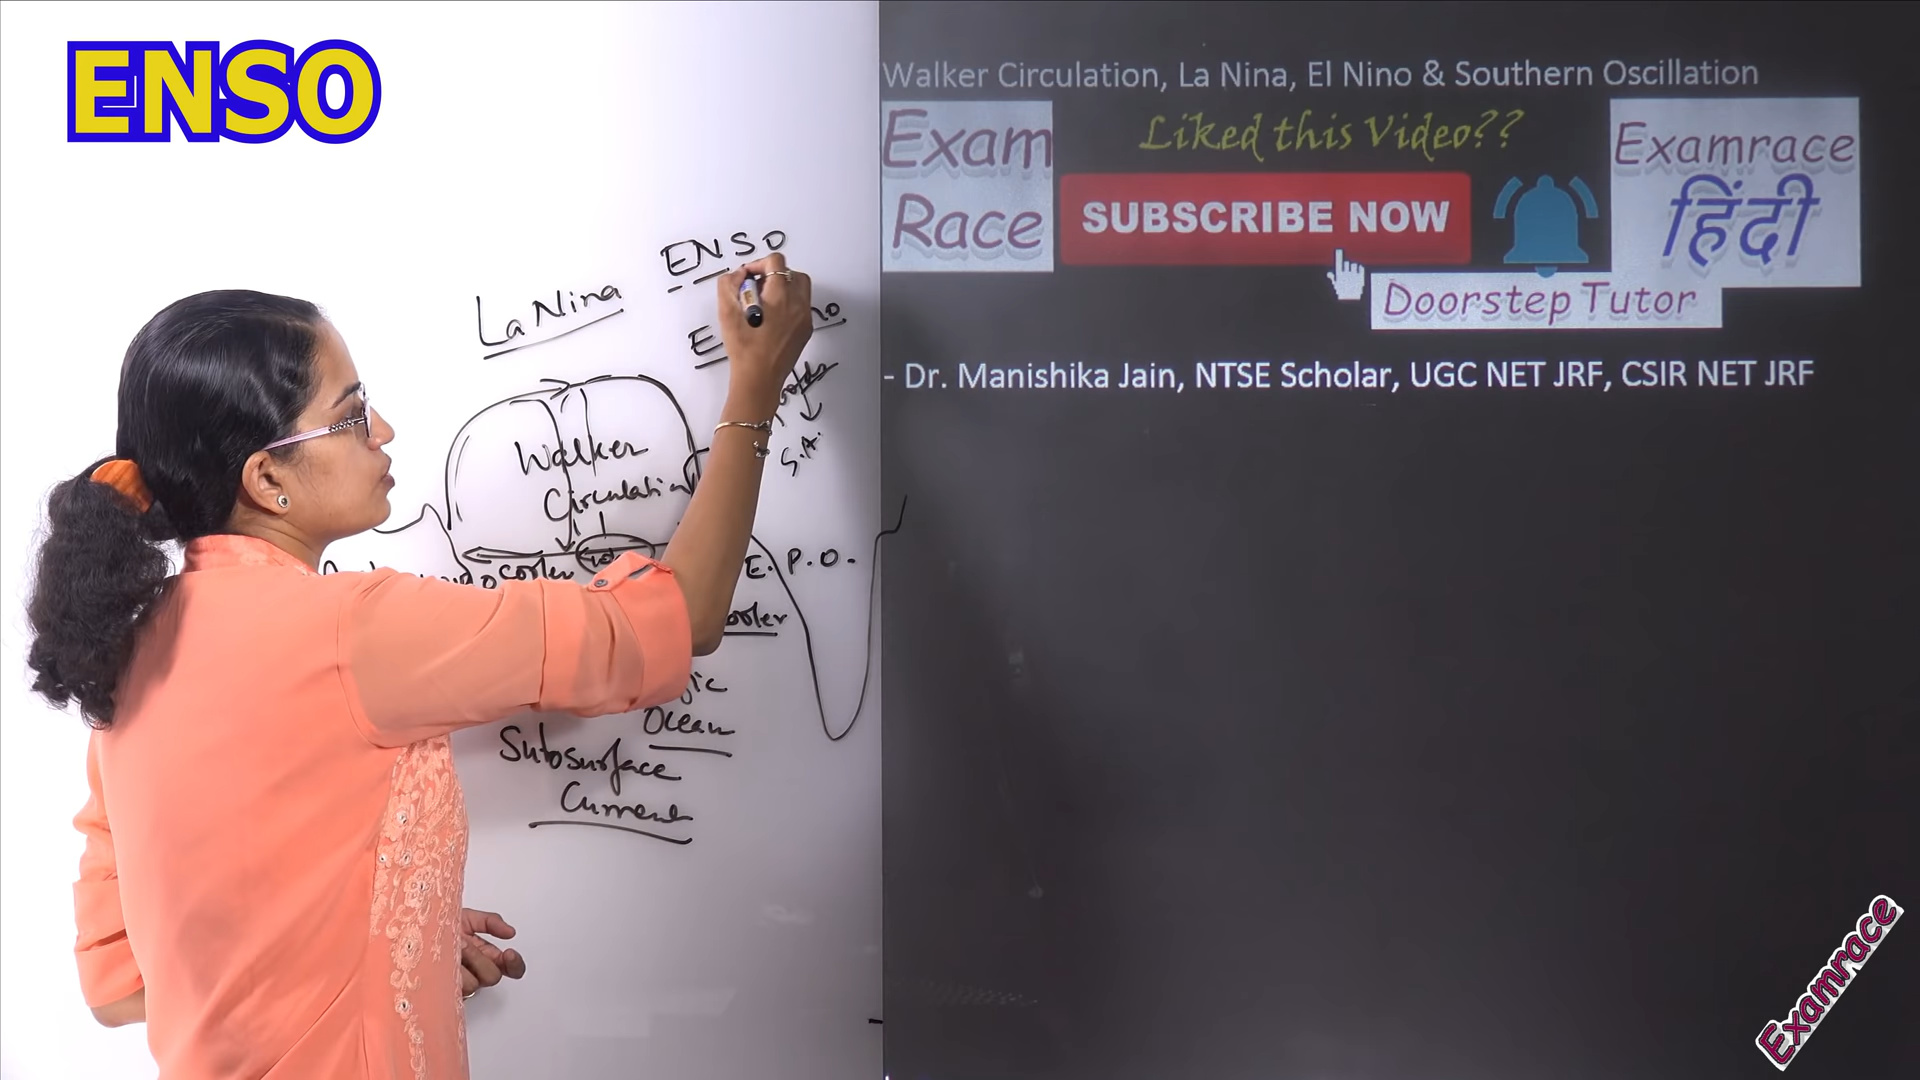 ENSO
Walker Circulation, La Nina, El Nino & Southern Oscillation
Exam
Race
Liked this Video??
SUBSCRIBE NOW
Examrace
हिंदी
Doorstep Tutor
- Dr. Manishika Jain, NTSE Scholar, UGC NET JRF, CSIR NET JRF
ENSO
La Nina
S.A.
Walker
Circulation
cooler
E. P. O.
Ocean
Subsurface
Current
Examrace